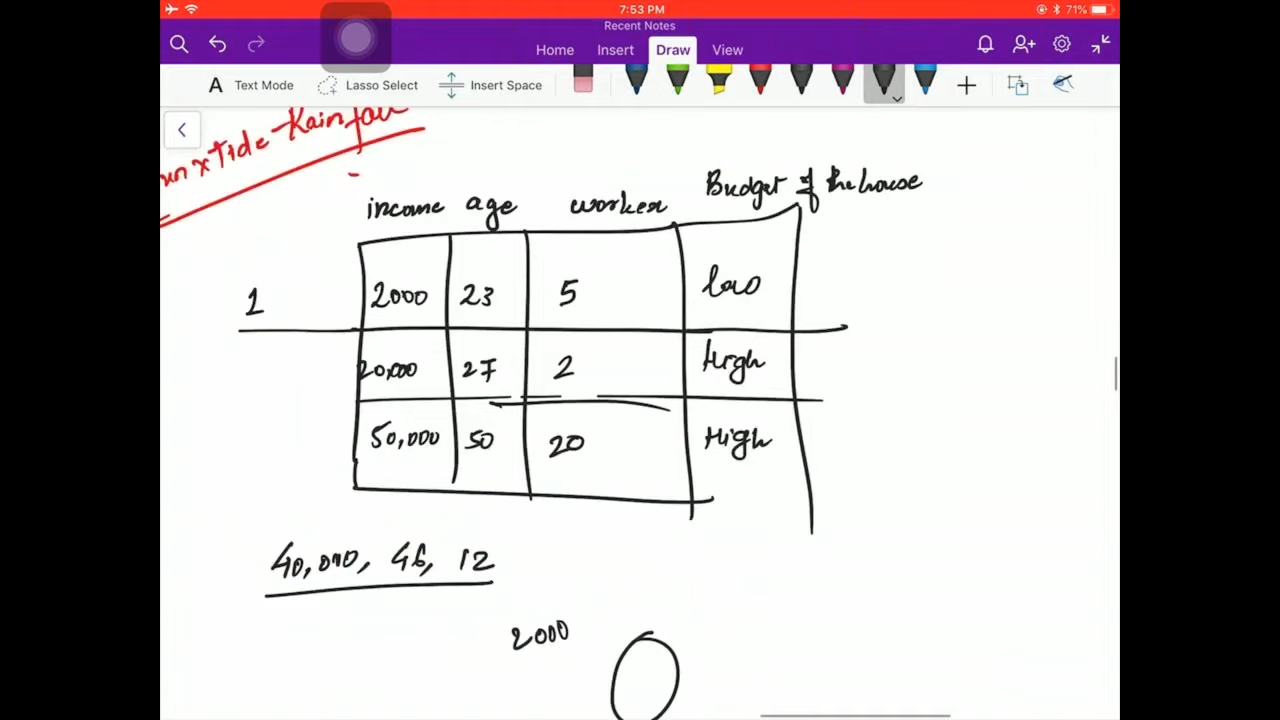 7:53 PM
71%
Recent Notes
Home Insert Draw View
A Text Mode Lasso Select Insert Space
income age worker Budget of the house
1 2000 23 5 low
20,000 27 2 High
50,000 50 20 High
40,000, 46, 12
2000